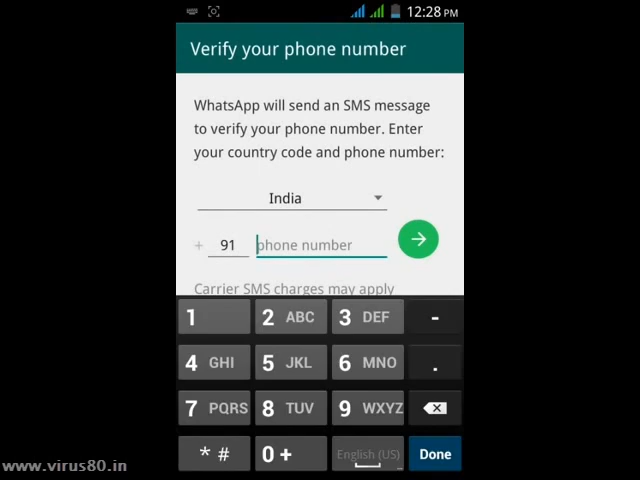 12:28 PM
Verify your phone number
WhatsApp will send an SMS message
to verify your phone number. Enter
your country code and phone number:
India
+ 91 phone number
Carrier SMS charges may apply
1 2 ABC 3 DEF -
4 GHI 5 JKL 6 MNO .
7 PQRS 8 TUV 9 WXYZ
* # 0 + English (US) Done
www.virus80.in